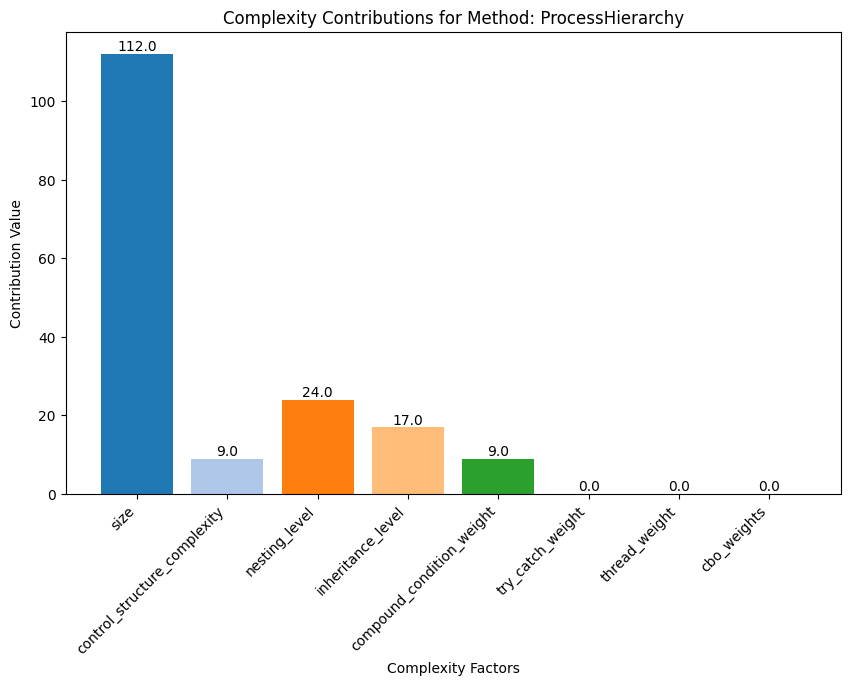 Complexity Contributions for Method: ProcessHierarchy
Contribution Value
100
80
60
40
20
0
112.0
9.0
24.0
17.0
9.0
0.0
0.0
0.0
size
control_structure_complexity
nesting_level
inheritance_level
compound_condition_weight
try_catch_weight
thread_weight
cbo_weights
Complexity Factors